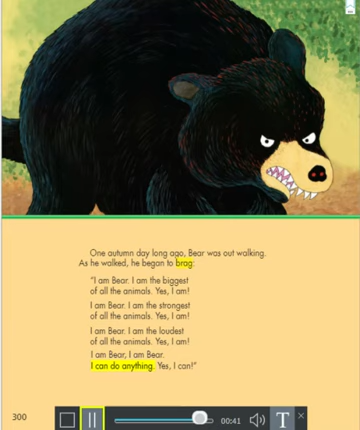 One autumn day long ago, Bear was out walking.
As he walked, he began to brag:
"I am Bear. I am the biggest
of all the animals. Yes, I am!
I am Bear. I am the strongest
of all the animals. Yes, I am!
I am Bear. I am the loudest
of all the animals. Yes, I am!
I am Bear, I am Bear.
I can do anything. Yes, I can!"
300
00:41
T